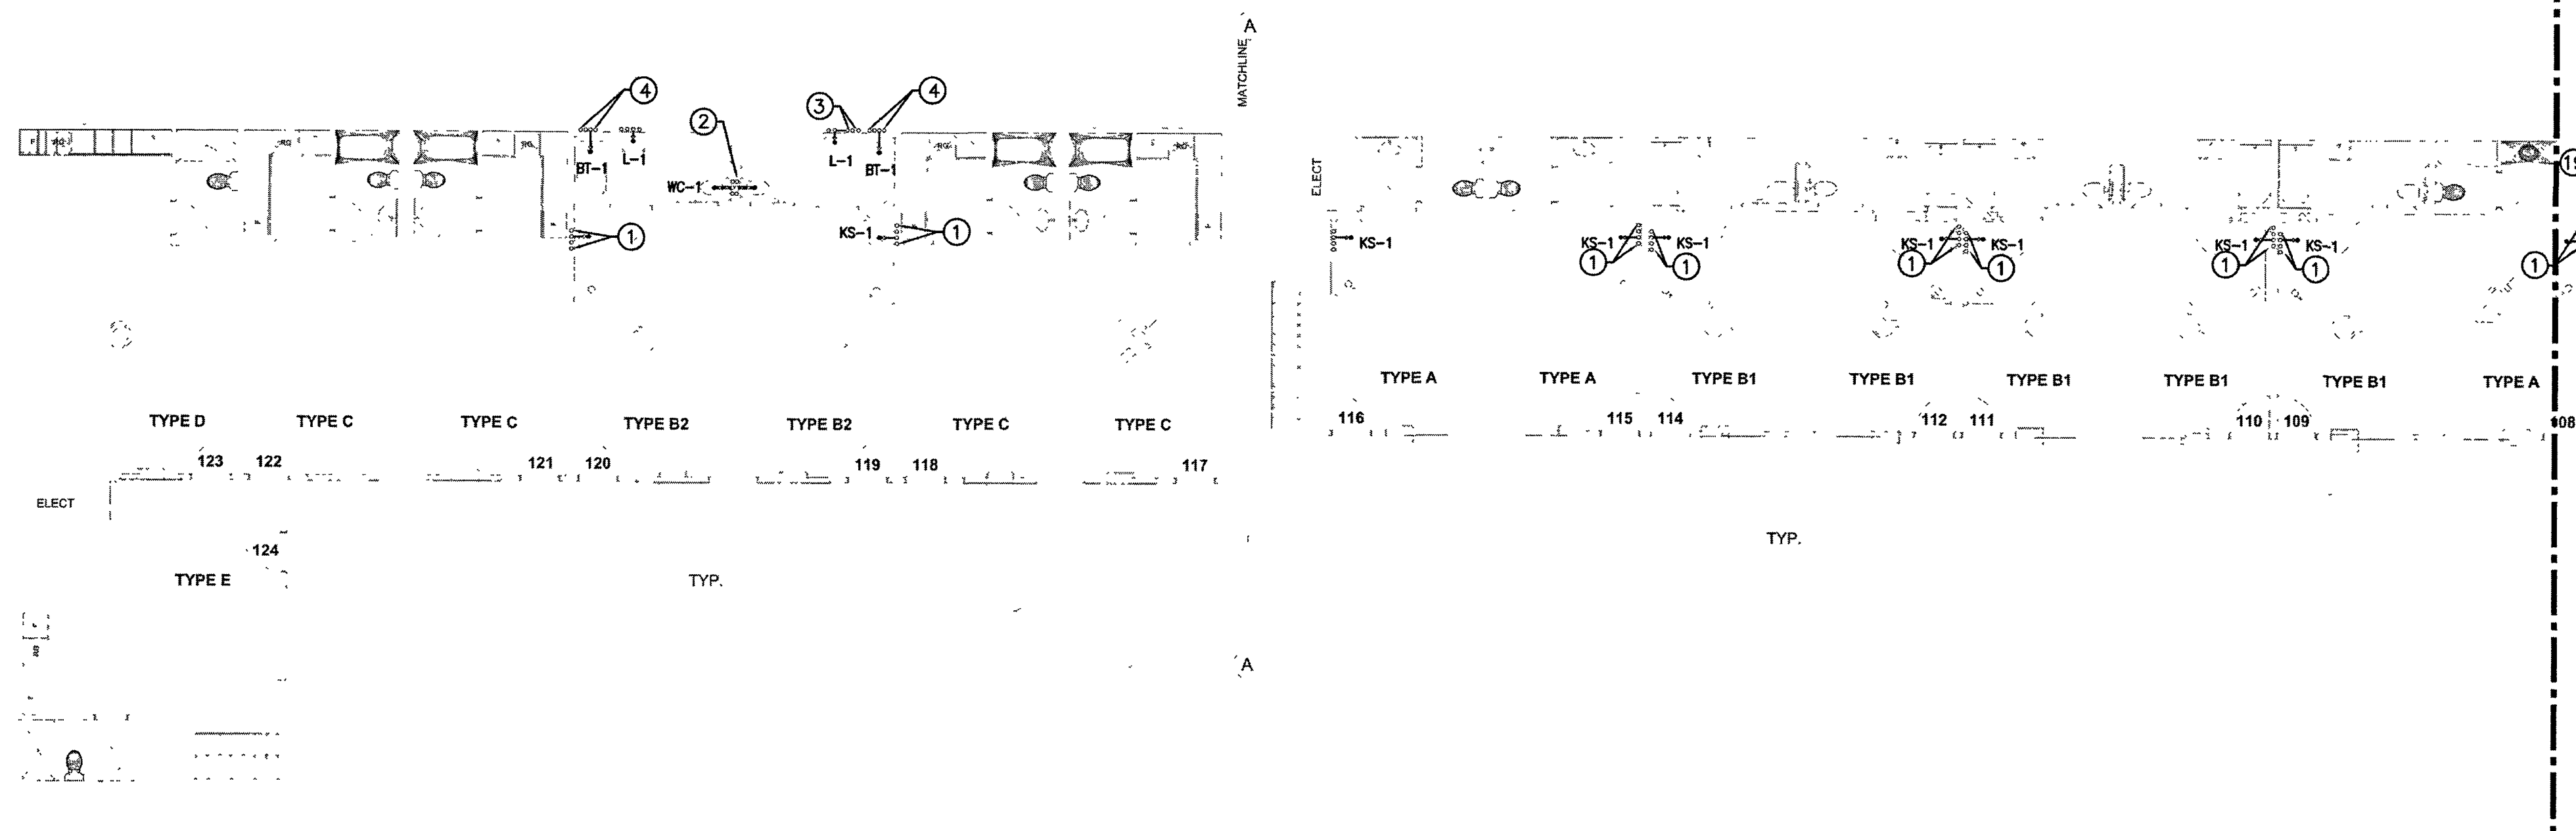 A
MATCHLINE
4
4
3
2
BT-1
L-1
L-1
BT-1
WC-1
ELECT
1
KS-1
1
KS-1
KS-1
KS-1
KS-1
KS-1
KS-1
KS-1
1
1
1
1
1
1
1
TYPE A
TYPE A
TYPE B1
TYPE B1
TYPE B1
TYPE B1
TYPE B1
TYPE A
TYPE D
TYPE C
TYPE C
TYPE B2
TYPE B2
TYPE C
TYPE C
116
115
114
112
111
110
109
108
123
122
121
120
119
118
117
ELECT
124
TYP.
TYPE E
TYP.
A